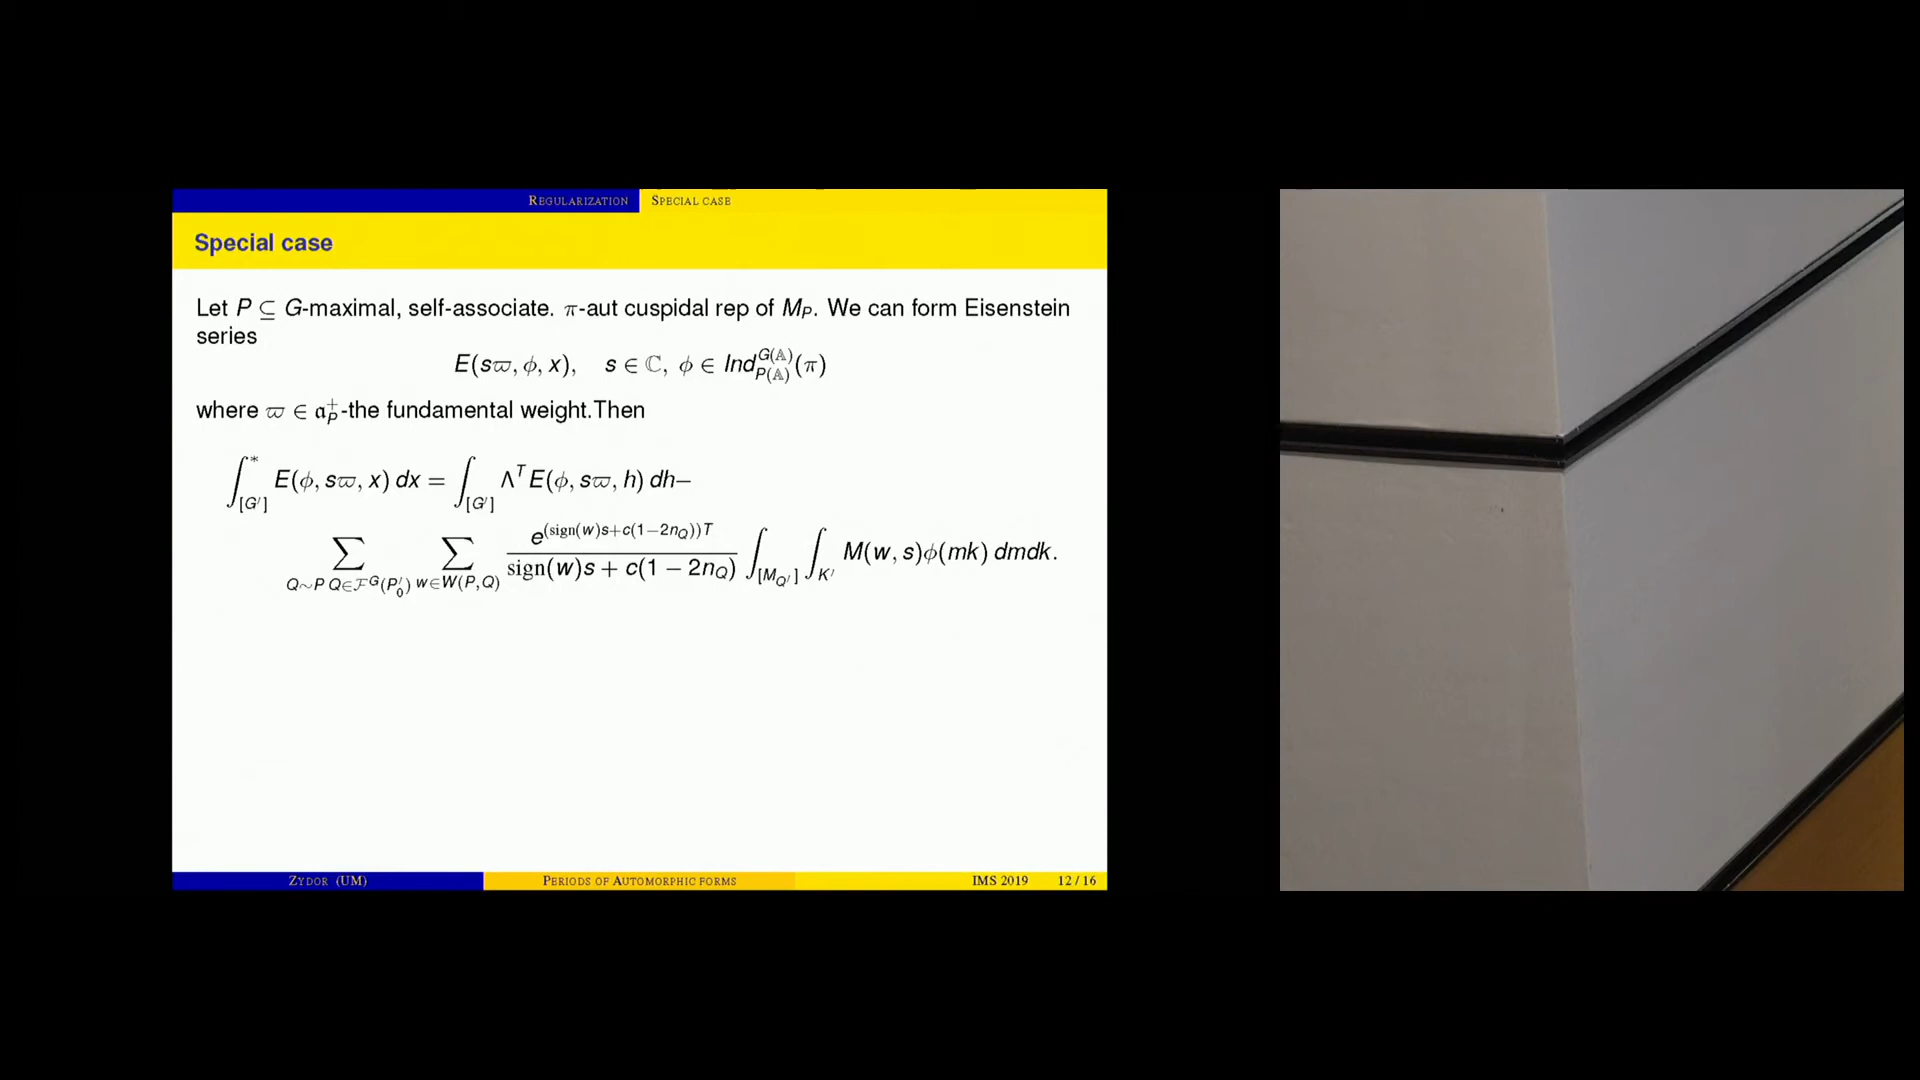 REGULARIZATION SPECIAL CASE
Special case
Let P ⊆ G-maximal, self-associate. π-aut cuspidal rep of M_P. We can form Eisenstein
series
E(sϖ, φ, x), s ∈ ℂ, φ ∈ Ind_{P(𝔸)}^{G(𝔸)}(π)
where ϖ ∈ 𝔞_P^+-the fundamental weight.Then
∫_{[G′]}^* E(φ, sϖ, x) dx = ∫_{[G′]} Λ^T E(φ, sϖ, h) dh−
∑_{Q∼P Q∈ℱ^G(P′_0)} ∑_{w∈W(P,Q)} \frac{e^{(sign(w)s+c(1−2n_Q))T}}{sign(w)s + c(1 − 2n_Q)} ∫_{[M_{Q′}]} ∫_{K′} M(w, s)φ(mk) dmdk.
ZYDOR (UM) PERIODS OF AUTOMORPHIC FORMS IMS 2019 12 / 16